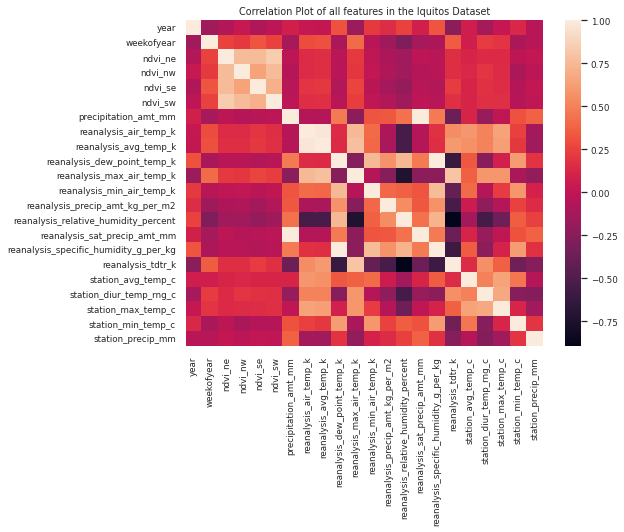 Correlation Plot of all features in the Iquitos Dataset
year
weekofyear
ndvi_ne
ndvi_nw
ndvi_se
ndvi_sw
precipitation_amt_mm
reanalysis_air_temp_k
reanalysis_avg_temp_k
reanalysis_dew_point_temp_k
reanalysis_max_air_temp_k
reanalysis_min_air_temp_k
reanalysis_precip_amt_kg_per_m2
reanalysis_relative_humidity_percent
reanalysis_sat_precip_amt_mm
reanalysis_specific_humidity_g_per_kg
reanalysis_tdtr_k
station_avg_temp_c
station_diur_temp_rng_c
station_max_temp_c
station_min_temp_c
station_precip_mm
year
weekofyear
ndvi_ne
ndvi_nw
ndvi_se
ndvi_sw
precipitation_amt_mm
reanalysis_air_temp_k
reanalysis_avg_temp_k
reanalysis_dew_point_temp_k
reanalysis_max_air_temp_k
reanalysis_min_air_temp_k
reanalysis_precip_amt_kg_per_m2
reanalysis_relative_humidity_percent
reanalysis_sat_precip_amt_mm
reanalysis_specific_humidity_g_per_kg
reanalysis_tdtr_k
station_avg_temp_c
station_diur_temp_rng_c
station_max_temp_c
station_min_temp_c
station_precip_mm
1.00
0.75
0.50
0.25
0.00
−0.25
−0.50
−0.75